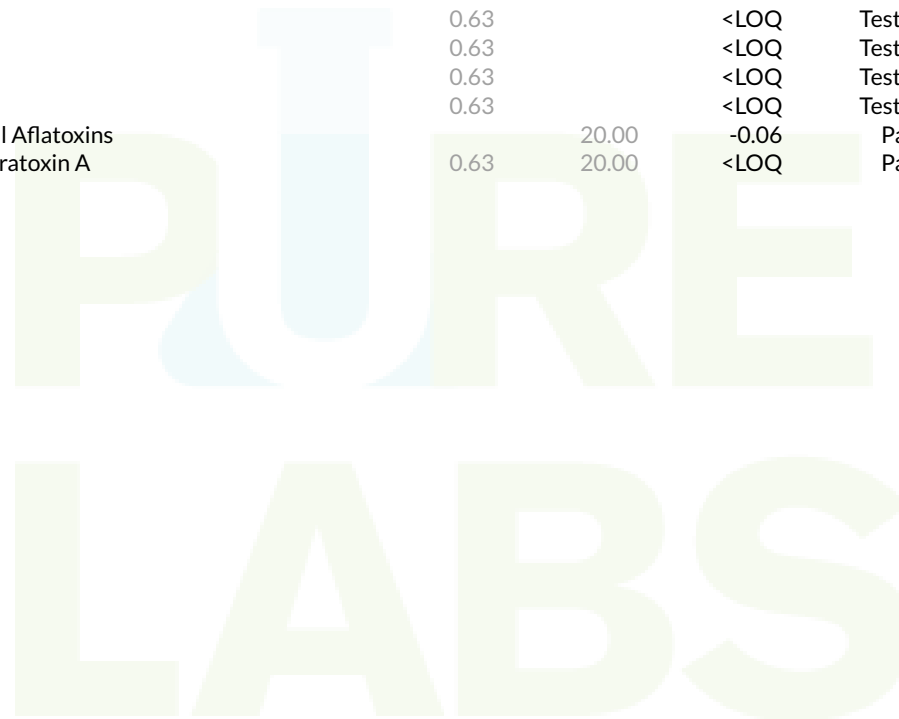 0.63 <LOQ Test
0.63 <LOQ Test
0.63 <LOQ Test
0.63 <LOQ Test
l Aflatoxins 20.00 -0.06 Pa
ratoxin A 0.63 20.00 <LOQ Pa
PURE
LABS